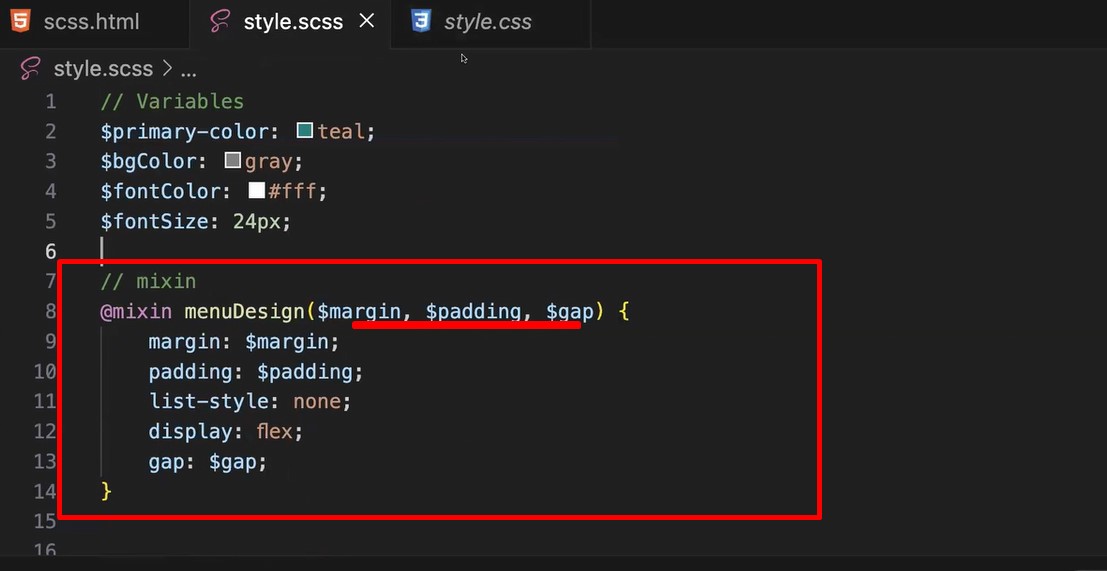 scss.html style.scss style.css
style.scss > ...
1 // Variables
2 $primary-color: teal;
3 $bgColor: gray;
4 $fontColor: #fff;
5 $fontSize: 24px;
6
7 // mixin
8 @mixin menuDesign($margin, $padding, $gap) {
9 margin: $margin;
10 padding: $padding;
11 list-style: none;
12 display: flex;
13 gap: $gap;
14 }
15
16